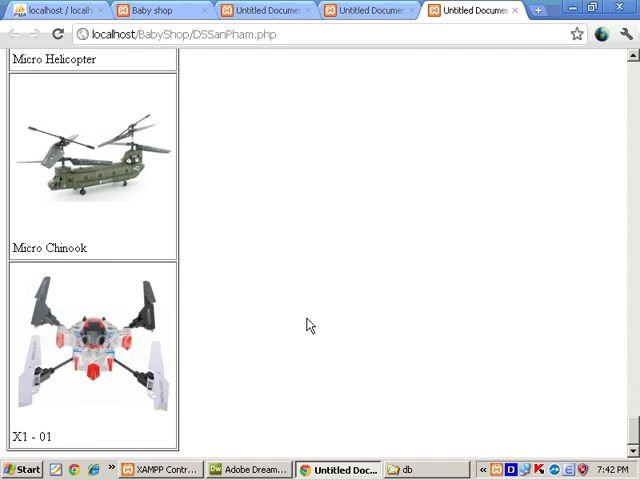 localhost / localh
Baby shop
Untitled Documen
Untitled Documen
Untitled Documen
localhost/BabyShop/DSSanPham.php
Micro Helicopter
Micro Chinook
X1 - 01
Start
XAMPP Contr...
Adobe Dream...
Untitled Doc...
db
7:42 PM